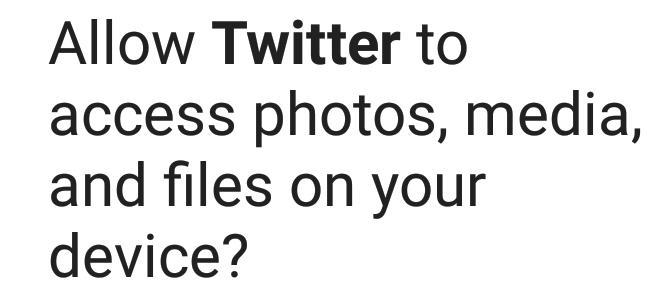 Allow Twitter to
access photos, media,
and files on your
device?